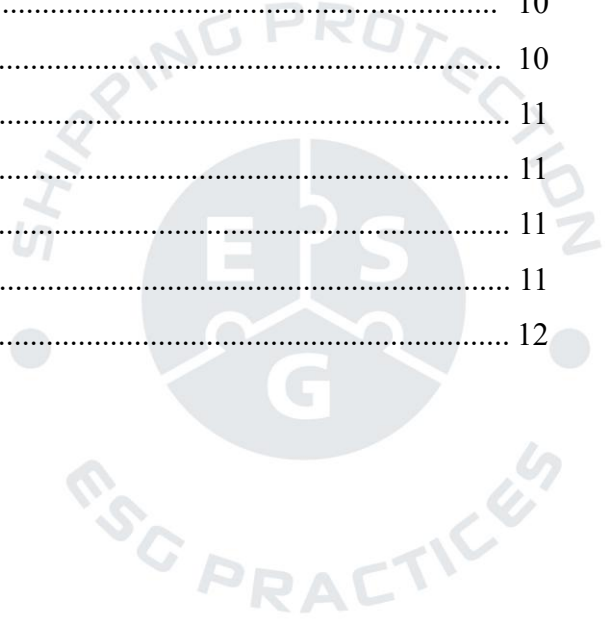 ........................................................ 10
........................................................ 10
........................................................ 11
........................................................ 11
........................................................ 11
........................................................ 11
........................................................ 12
SHIPPING PROTECTION
E S
G
ESG PRACTICES